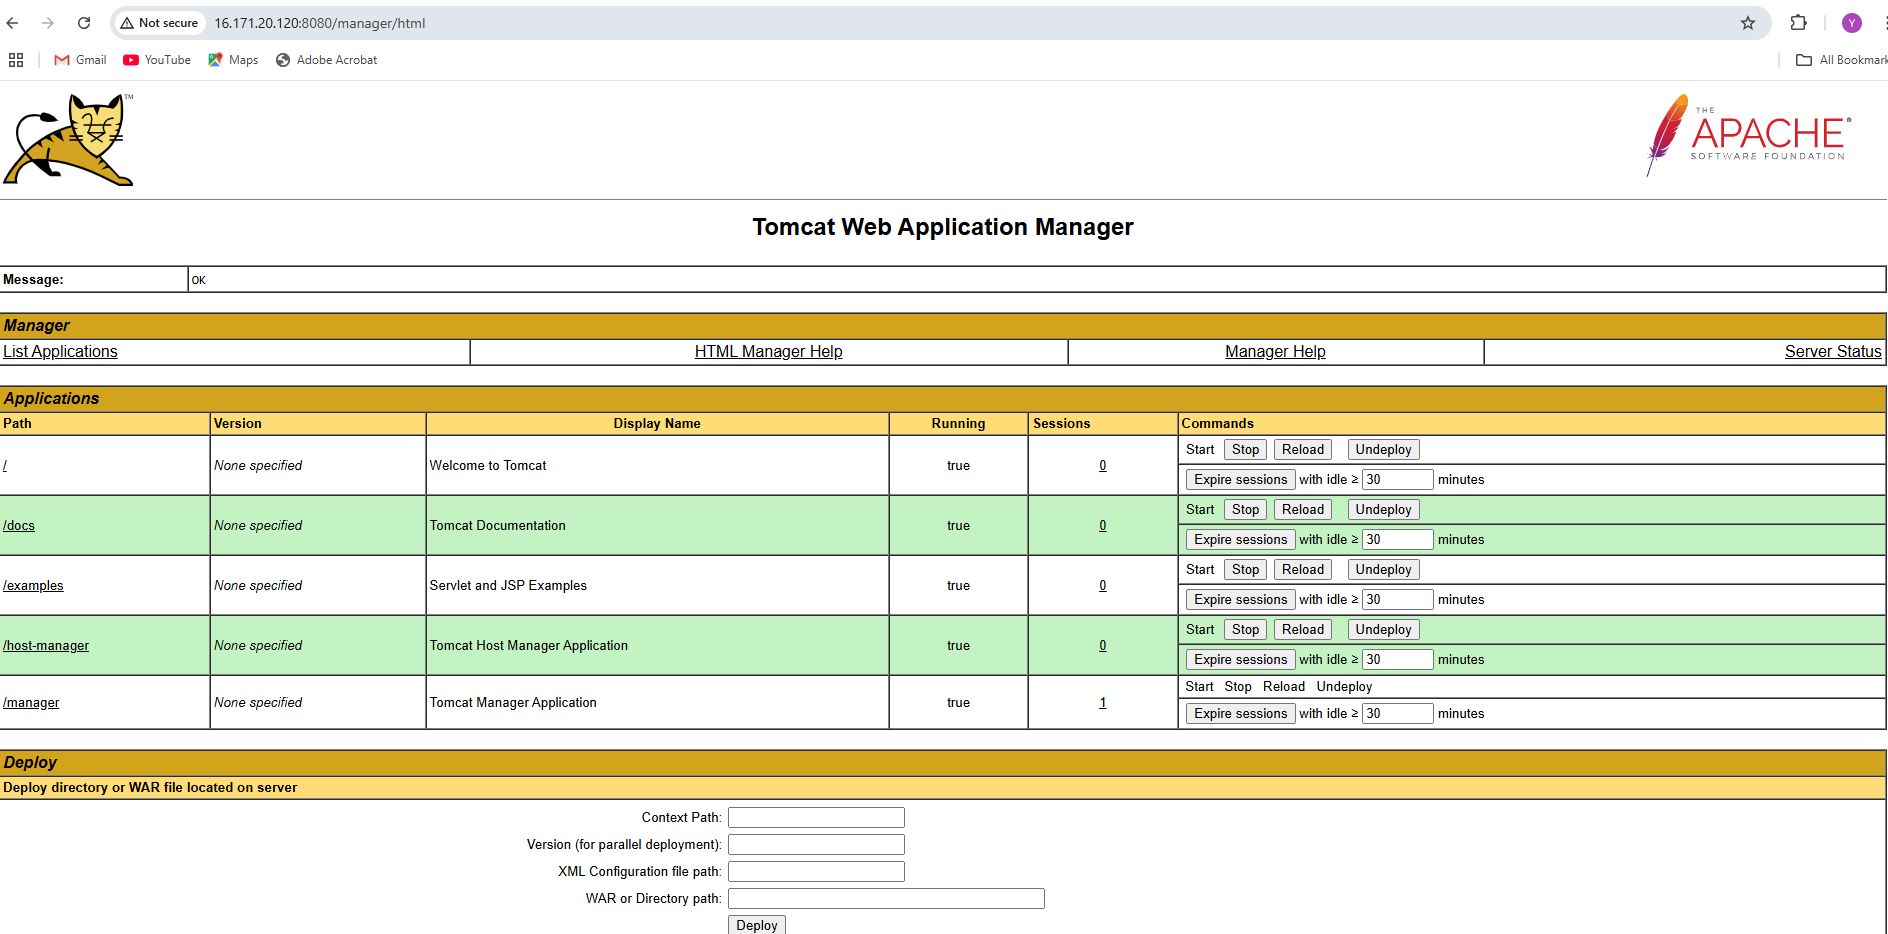 Not secure 16.171.20.120:8080/manager/html Y
Gmail YouTube Maps Adobe Acrobat All Bookmark
TM
THE
APACHE®
SOFTWARE FOUNDATION
Tomcat Web Application Manager
Message: OK
Manager
List Applications HTML Manager Help Manager Help Server Status
Applications
Path Version Display Name Running Sessions Commands
Start Stop Reload Undeploy
/ None specified Welcome to Tomcat true 0
Expire sessions with idle ≥ 30 minutes
Start Stop Reload Undeploy
/docs None specified Tomcat Documentation true 0
Expire sessions with idle ≥ 30 minutes
Start Stop Reload Undeploy
/examples None specified Servlet and JSP Examples true 0
Expire sessions with idle ≥ 30 minutes
Start Stop Reload Undeploy
/host-manager None specified Tomcat Host Manager Application true 0
Expire sessions with idle ≥ 30 minutes
Start Stop Reload Undeploy
/manager None specified Tomcat Manager Application true 1
Expire sessions with idle ≥ 30 minutes
Deploy
Deploy directory or WAR file located on server
Context Path:
Version (for parallel deployment):
XML Configuration file path:
WAR or Directory path:
Deploy